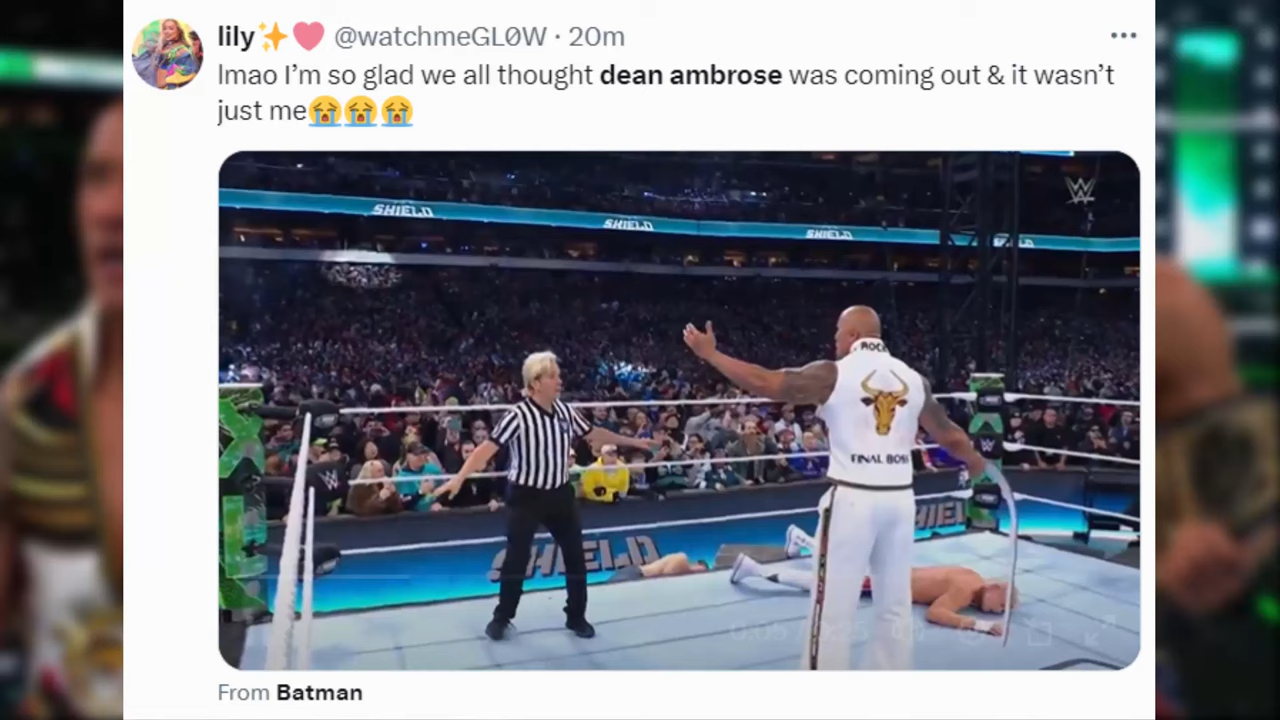 lily✨❤️ @watchmeGL0W · 20m
lmao I’m so glad we all thought dean ambrose was coming out & it wasn’t
just me😭😭😭
W
SHIELD SHIELD SHIELD SHIELD
ROCK
FINAL BOSS
W
W
SHIELD
SHIELD
From Batman